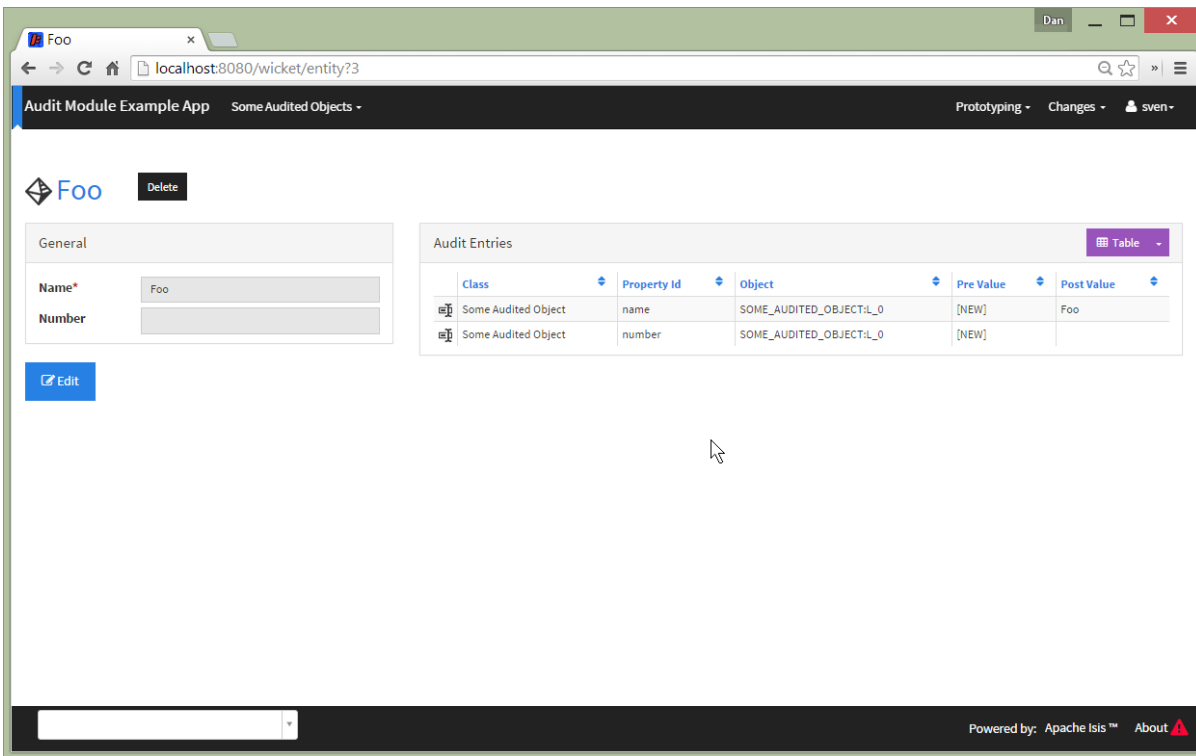 Dan
Foo
localhost:8080/wicket/entity?3
Audit Module Example App Some Audited Objects Prototyping Changes sven
Foo Delete
General
Name* Foo
Number
Edit
Audit Entries Table
Class Property Id Object Pre Value Post Value
Some Audited Object name SOME_AUDITED_OBJECT:L_0 [NEW] Foo
Some Audited Object number SOME_AUDITED_OBJECT:L_0 [NEW]
Powered by: Apache Isis™ About